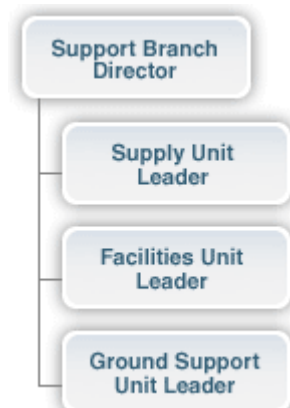 Support Branch
Director
Supply Unit
Leader
Facilities Unit
Leader
Ground Support
Unit Leader